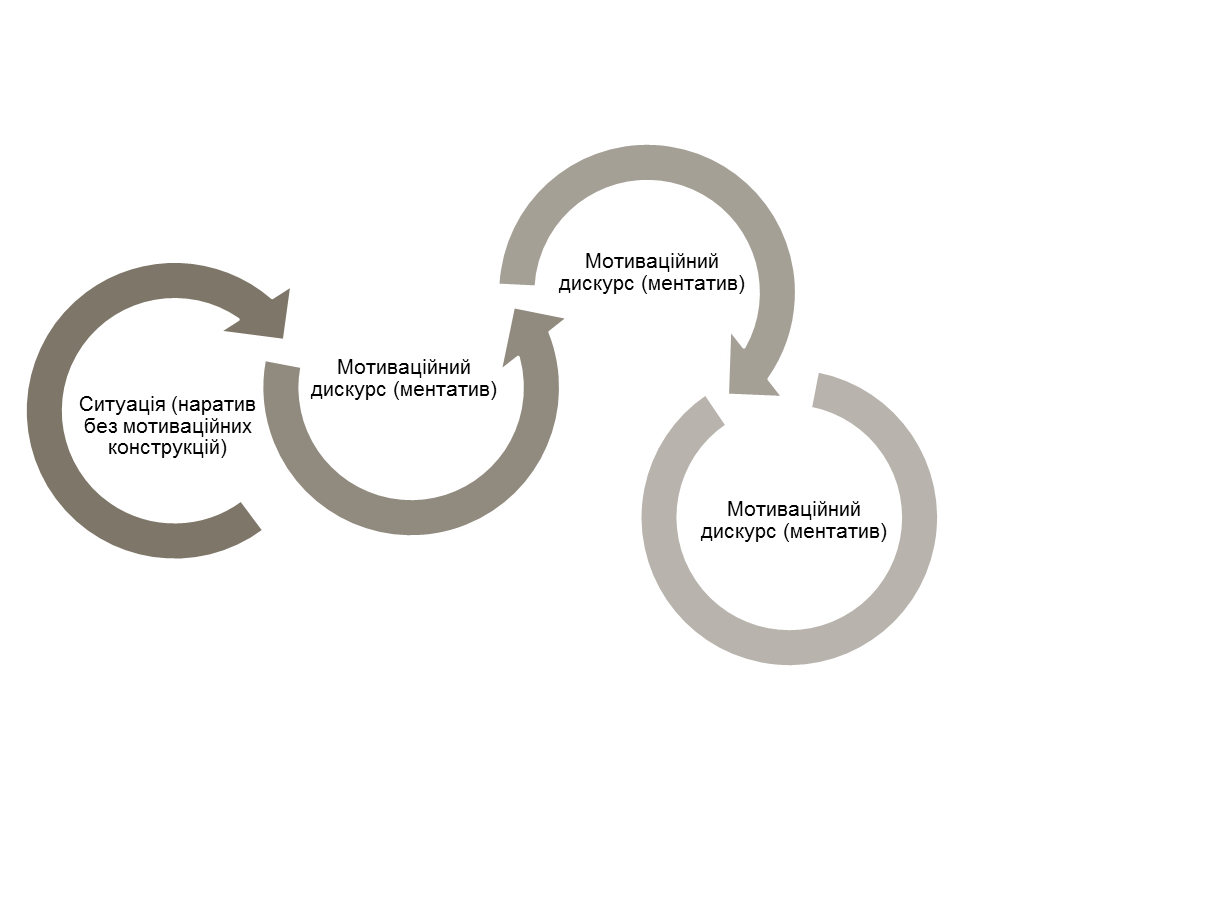 Ситуація (наратив
без мотиваційних
конструкцій)
Мотиваційний
дискурс (ментатив)
Мотиваційний
дискурс (ментатив)
Мотиваційний
дискурс (ментатив)